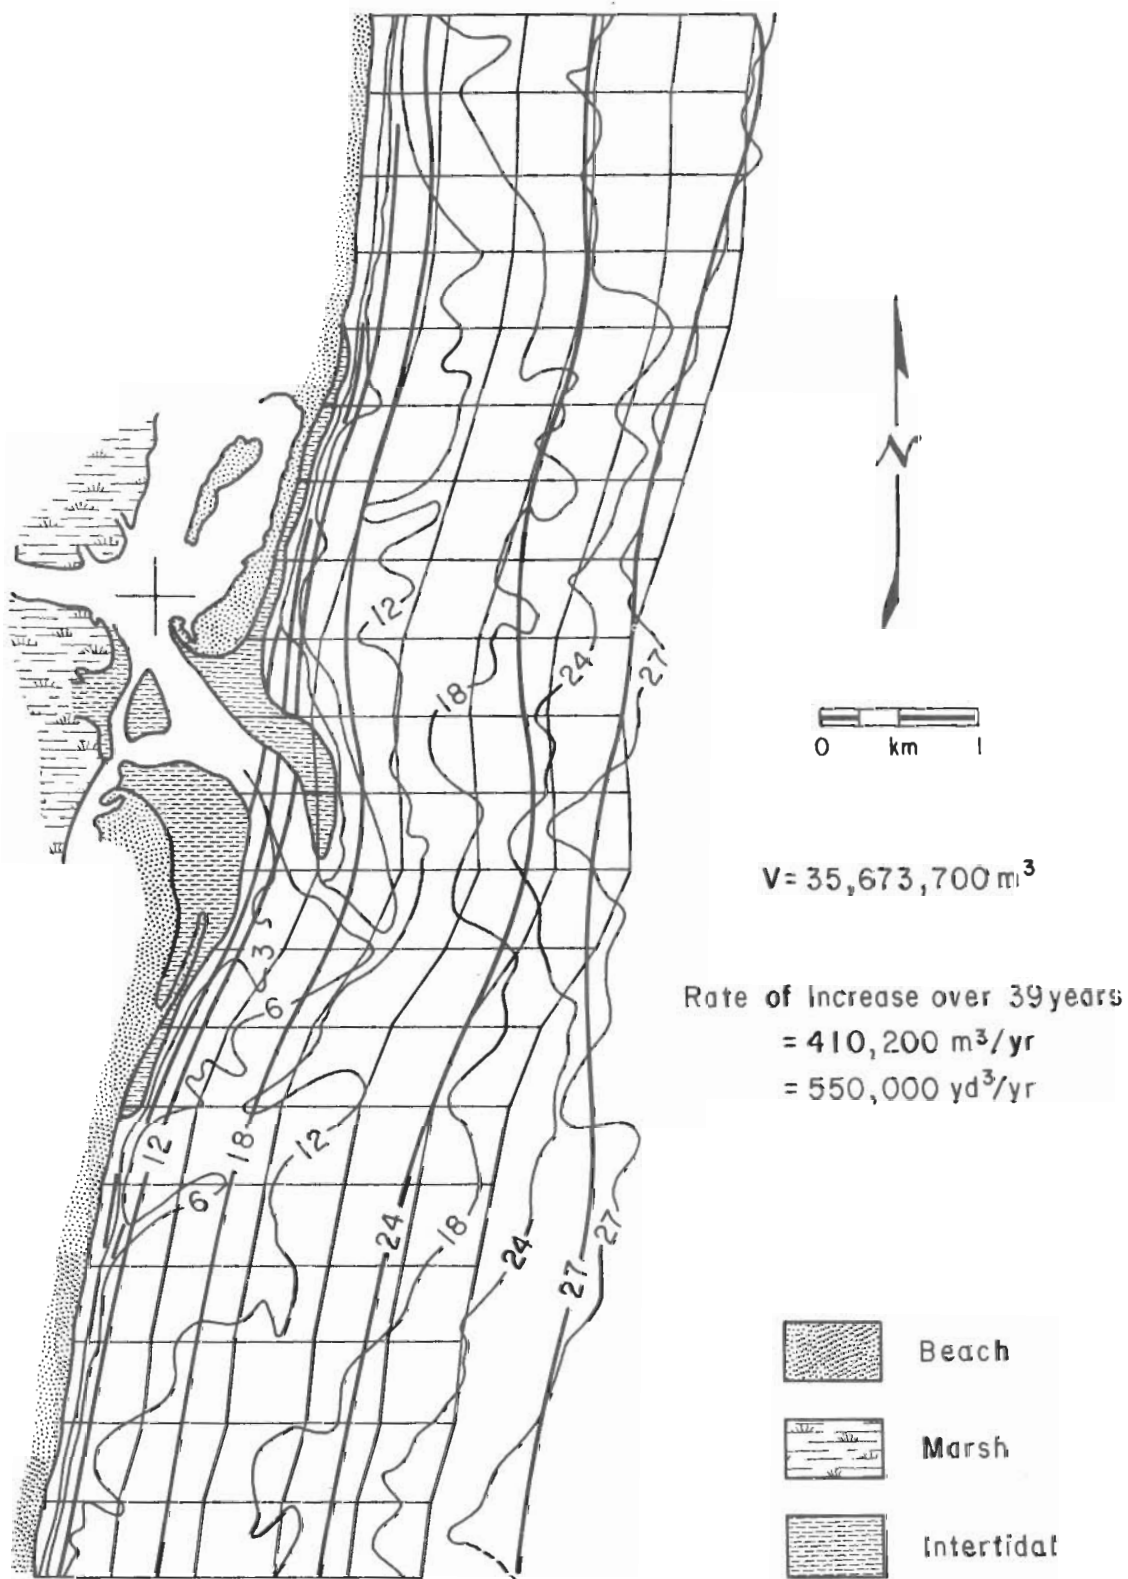 N
12
24
27
18
0 km 1
V= 35,673,700 m³
3
6
Rate of Increase over 39 years
= 410,200 m³/yr
= 550,000 yd³/yr
12
18
12
6
24
18
24
27
27
Beach
Marsh
Intertidal